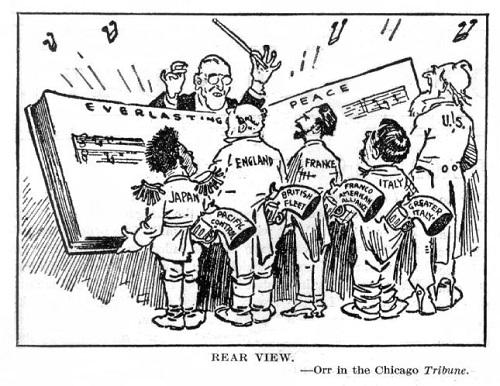 EVERLASTING
PEACE
U.S.
ENGLAND
FRANCE
ITALY
JAPAN
PACIFIC
CONTROL
BRITISH
FLEET
FRANCO
AMERICAN
ALLIANCE
GREATER
ITALY
REAR VIEW.
—Orr in the Chicago Tribune.